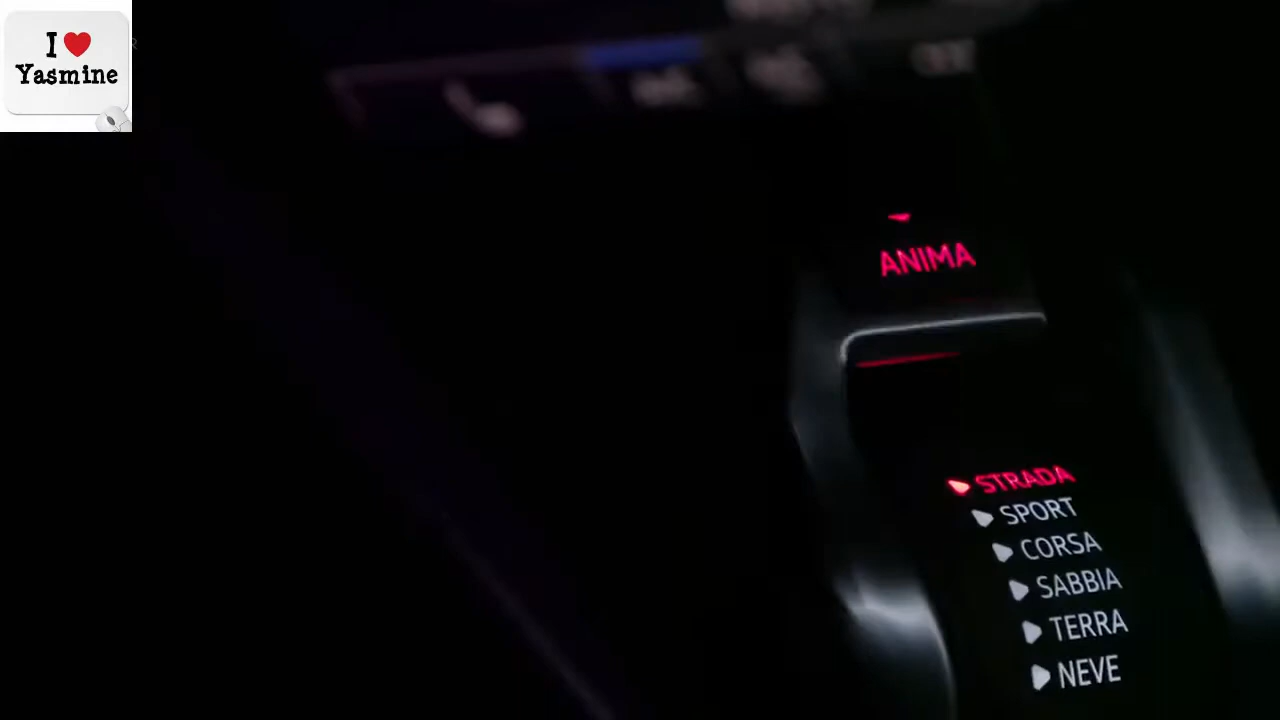 I ❤ Yasmine
ANIMA
STRADA
SPORT
CORSA
SABBIA
TERRA
NEVE